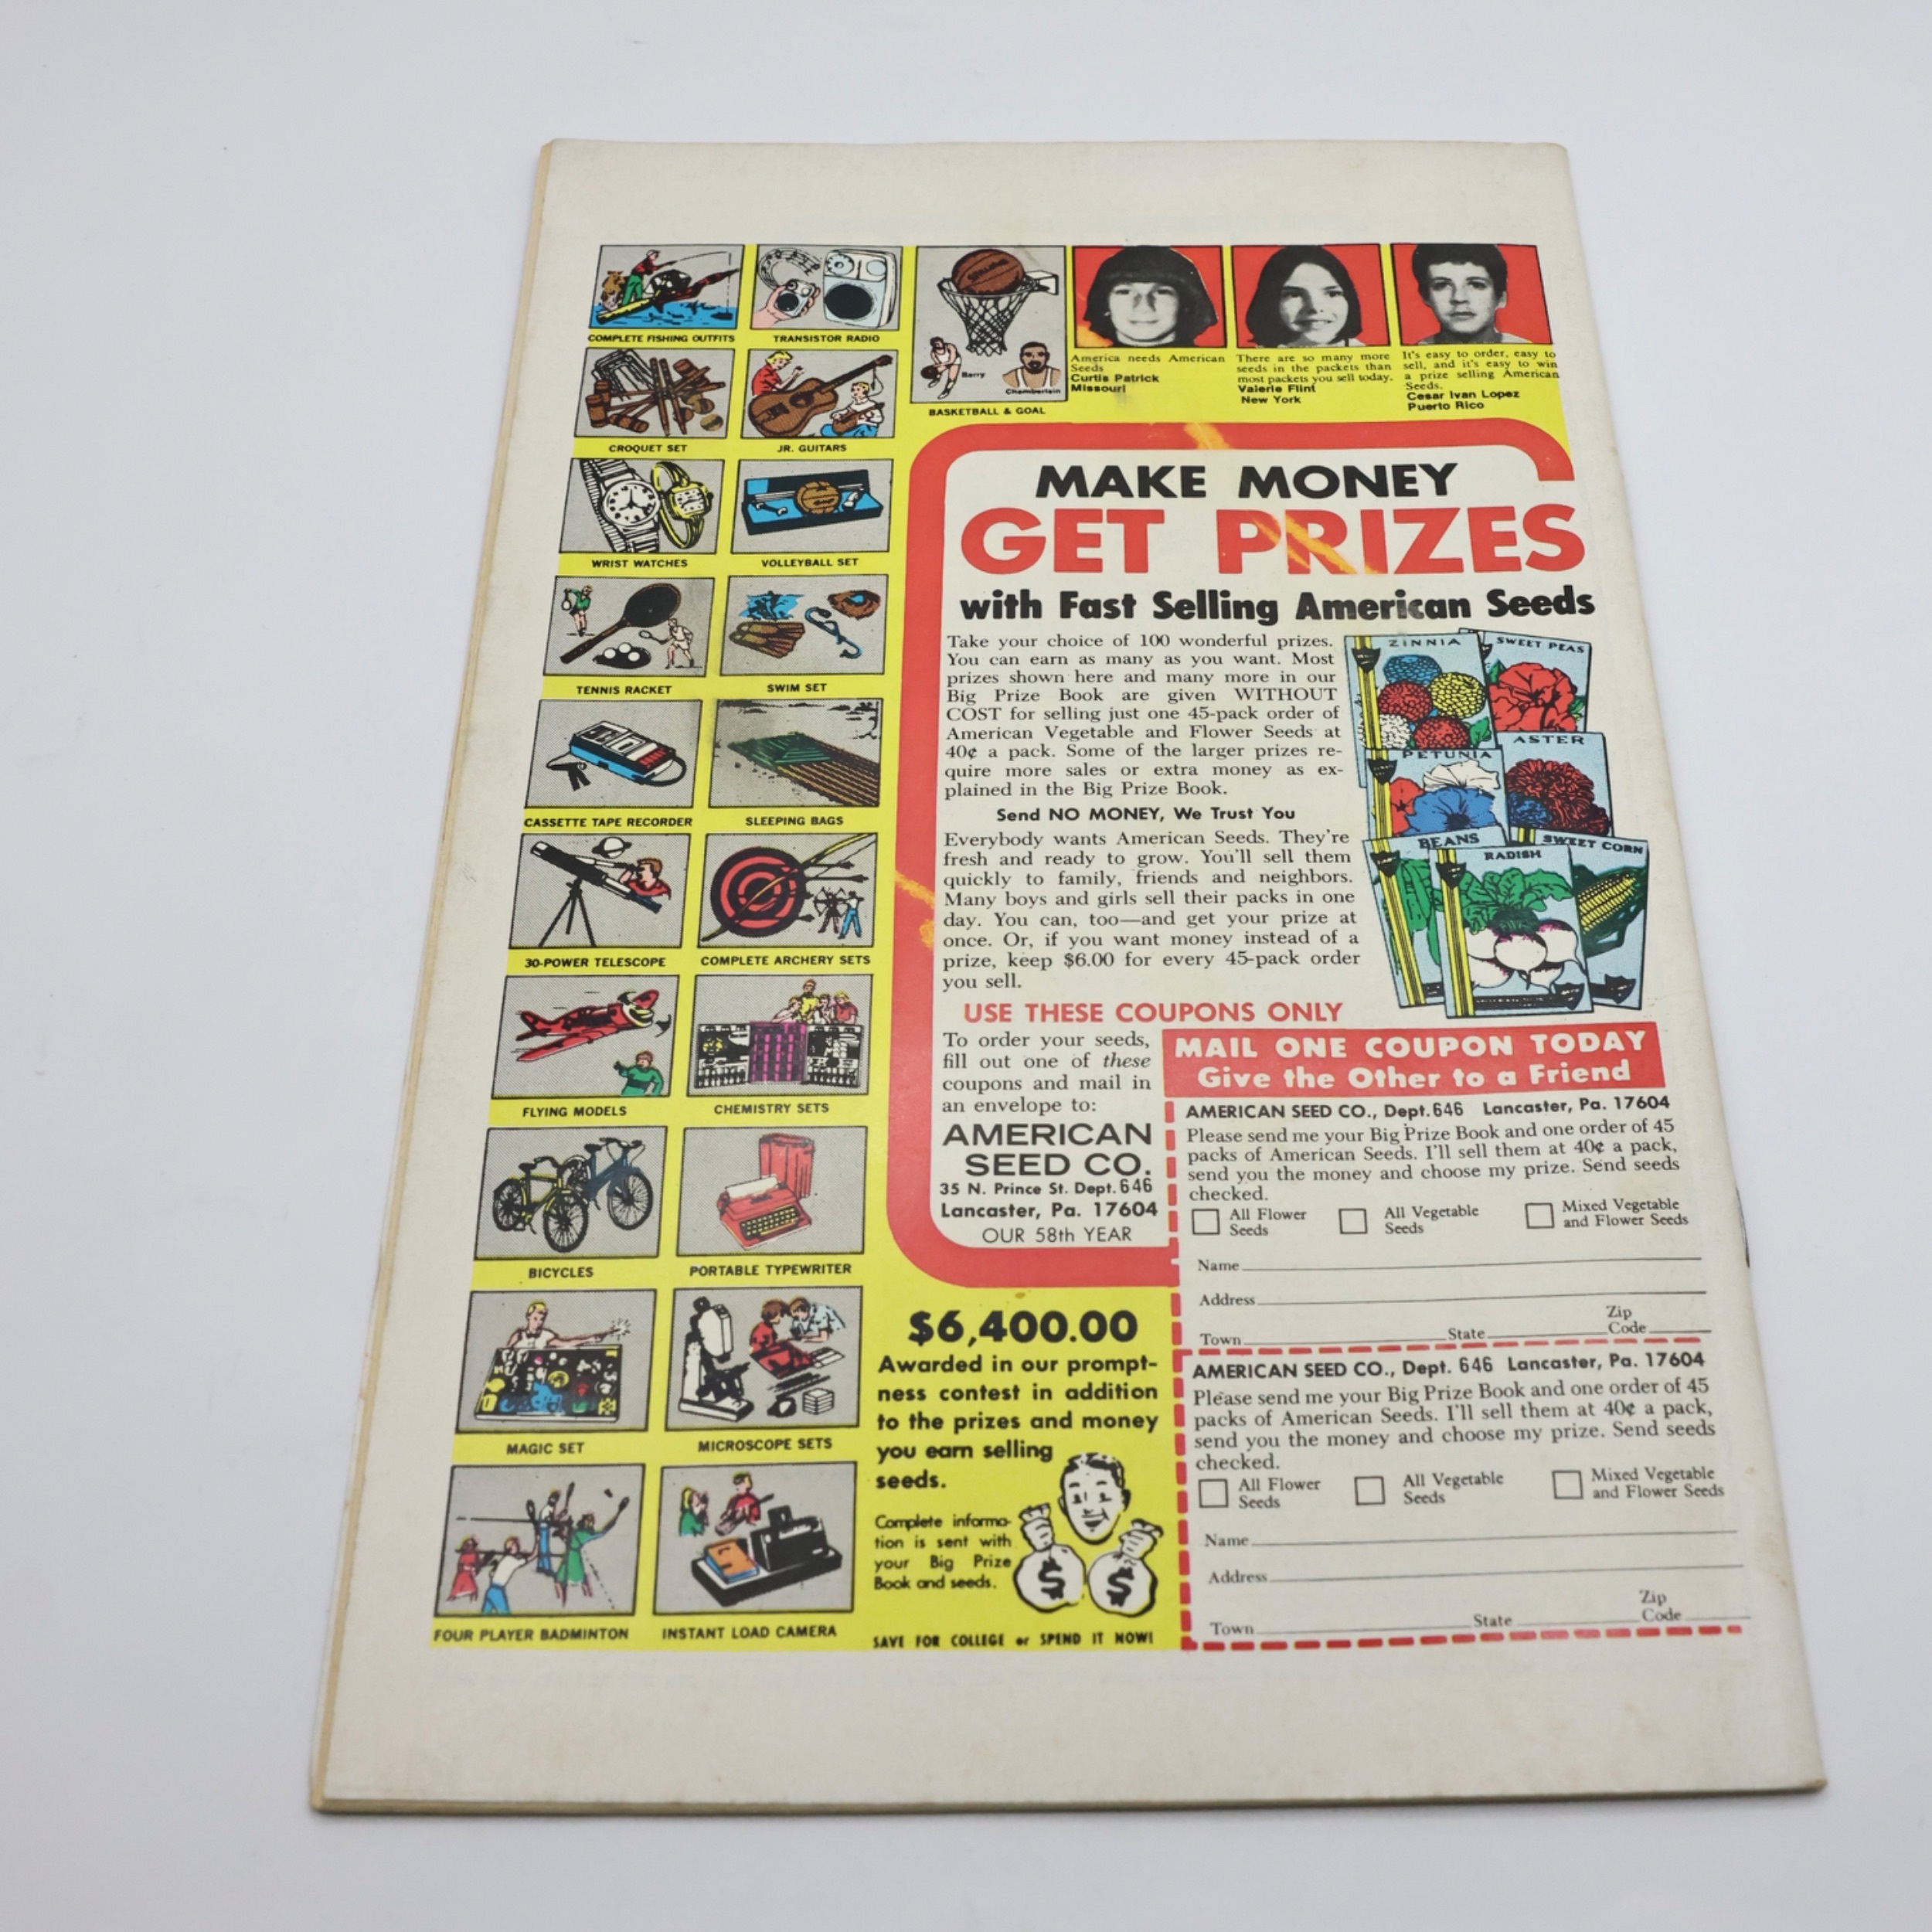 COMPLETE FISHING OUTFITS
TRANSISTOR RADIO
CROQUET SET
JR. GUITARS
WRIST WATCHES
VOLLEYBALL SET
TENNIS RACKET
SWIM SET
CASSETTE TAPE RECORDER
SLEEPING BAGS
30-POWER TELESCOPE
COMPLETE ARCHERY SETS
FLYING MODELS
CHEMISTRY SETS
BICYCLES
PORTABLE TYPEWRITER
MAGIC SET
MICROSCOPE SETS
FOUR PLAYER BADMINTON
INSTANT LOAD CAMERA
Barry
Chamberlain
BASKETBALL & GOAL
America needs American
Seeds
Curtis Patrick
Missouri
There are so many more
seeds in the packets than
most packets you sell today.
Valerie Flint
New York
It's easy to order, easy to
sell, and it's easy to win
a prize selling American
Seeds.
Cesar Ivan Lopez
Puerto Rico
MAKE MONEY
GET PRIZES
with Fast Selling American Seeds
Take your choice of 100 wonderful prizes.
You can earn as many as you want. Most
prizes shown here and many more in our
Big Prize Book are given WITHOUT
COST for selling just one 45-pack order of
American Vegetable and Flower Seeds at
40¢ a pack. Some of the larger prizes re-
quire more sales or extra money as ex-
plained in the Big Prize Book.
Send NO MONEY, We Trust You
Everybody wants American Seeds. They're
fresh and ready to grow. You'll sell them
quickly to family, friends and neighbors.
Many boys and girls sell their packs in one
day. You can, too—and get your prize at
once. Or, if you want money instead of a
prize, keep $6.00 for every 45-pack order
you sell.
ZINNIA
SWEET PEAS
PETUNIA
ASTER
BEANS
RADISH
SWEET CORN
USE THESE COUPONS ONLY
To order your seeds,
fill out one of these
coupons and mail in
an envelope to:
AMERICAN
SEED CO.
35 N. Prince St. Dept. 646
Lancaster, Pa. 17604
OUR 58th YEAR
MAIL ONE COUPON TODAY
Give the Other to a Friend
AMERICAN SEED CO., Dept. 646 Lancaster, Pa. 17604
Please send me your Big Prize Book and one order of 45
packs of American Seeds. I'll sell them at 40¢ a pack,
send you the money and choose my prize. Send seeds
checked.
All Flower Seeds
All Vegetable Seeds
Mixed Vegetable and Flower Seeds
Name
Address
Town State Zip Code
AMERICAN SEED CO., Dept. 646 Lancaster, Pa. 17604
Please send me your Big Prize Book and one order of 45
packs of American Seeds. I'll sell them at 40¢ a pack,
send you the money and choose my prize. Send seeds
checked.
All Flower Seeds
All Vegetable Seeds
Mixed Vegetable and Flower Seeds
Name
Address
Town State Zip Code
$6,400.00
Awarded in our prompt-
ness contest in addition
to the prizes and money
you earn selling
seeds.
Complete informa-
tion is sent with
your Big Prize
Book and seeds.
$ $
SAVE FOR COLLEGE or SPEND IT NOW!